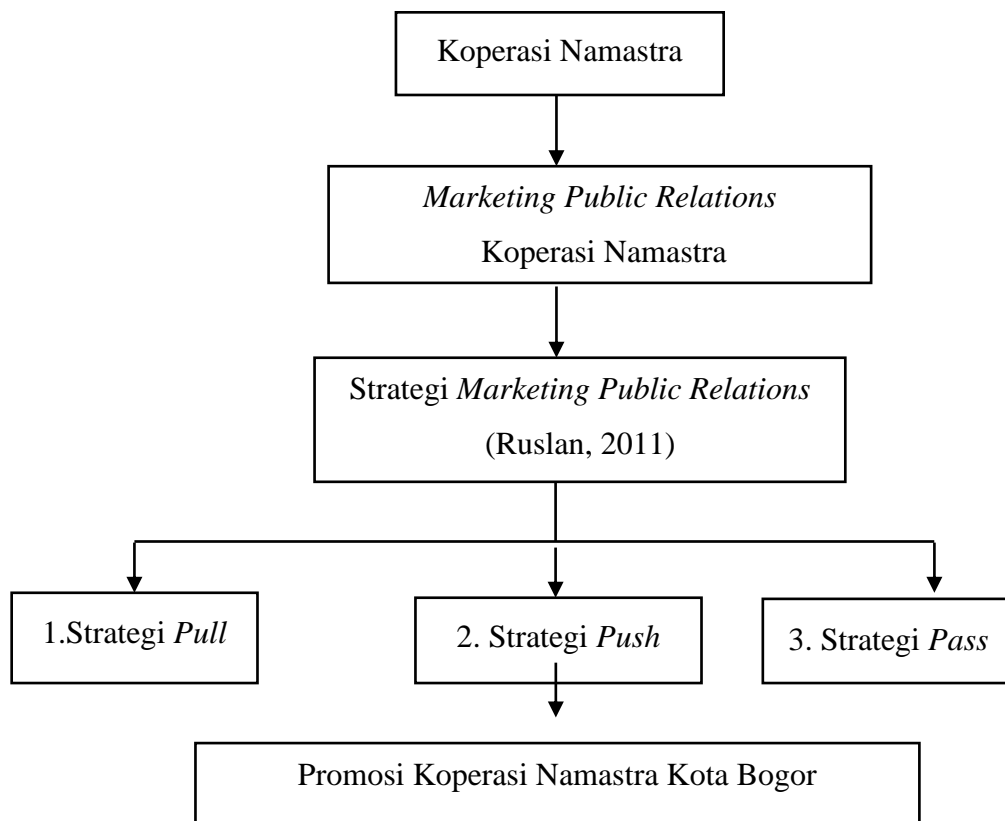 Koperasi Namastra
Marketing Public Relations
Koperasi Namastra
Strategi Marketing Public Relations
(Ruslan, 2011)
1.Strategi Pull
2. Strategi Push
3. Strategi Pass
Promosi Koperasi Namastra Kota Bogor